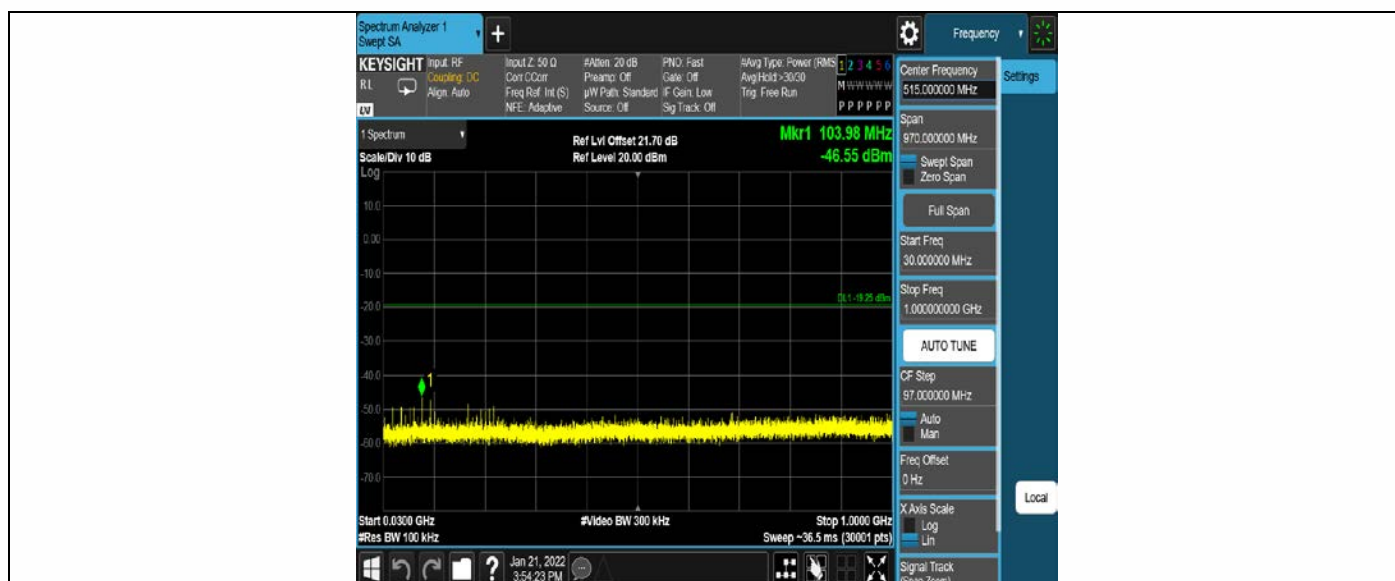 Spectrum Analyzer 1
Swept SA
Frequency
KEYSIGHT
Input: RF
Input Z: 50 Ω
#Atten: 20 dB
PNO: Fast
#Avg Type: Power (RMS
1 2 3 4 5 6
R L
Coupling: DC
Corr CCorr
Preamp: Off
Gate: Off
Avg|Hold:>30/30
M W W W W W
Align: Auto
Freq Ref: Int (S)
µW Path: Standard
IF Gain: Low
Trig: Free Run
NFE: Adaptive
Source: Off
Sig Track: Off
P P P P P P
1 Spectrum
Ref Lvl Offset 21.70 dB
Mkr1 103.98 MHz
Scale/Div 10 dB
Ref Level 20.00 dBm
-46.55 dBm
Log
10.0
0.00
-10.0
DL1 -19.25 dBm
-20.0
-30.0
-40.0
1
-50.0
-60.0
-70.0
Start 0.0300 GHz
#Video BW 300 kHz
Stop 1.0000 GHz
#Res BW 100 kHz
Sweep ~36.5 ms (30001 pts)
?
Jan 21, 2022
3:54:23 PM
Center Frequency
515.000000 MHz
Settings
Span
970.000000 MHz
Swept Span
Zero Span
Full Span
Start Freq
30.000000 MHz
Stop Freq
1.000000000 GHz
AUTO TUNE
CF Step
97.000000 MHz
Auto
Man
Freq Offset
0 Hz
Local
X Axis Scale
Log
Lin
Signal Track
(Span Zoom)